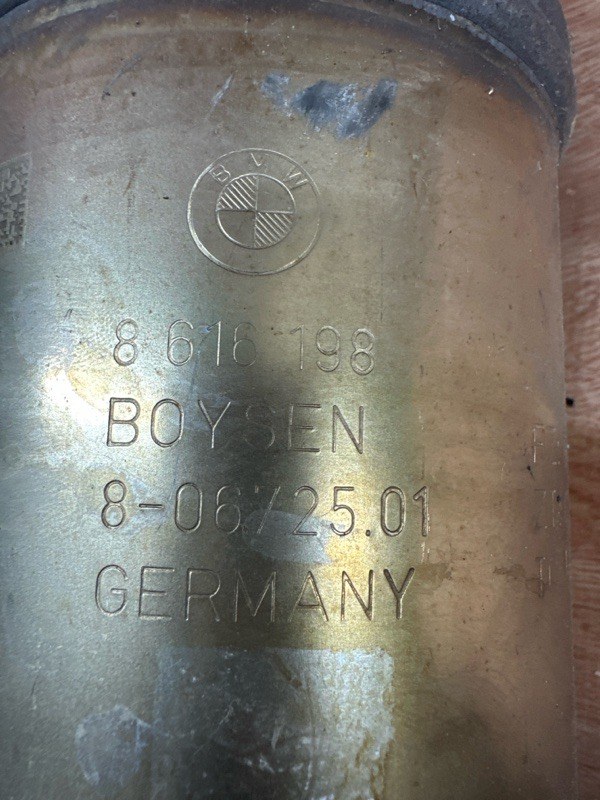 BMW
8 616 198
BOYSEN
8-06725.01
GERMANY